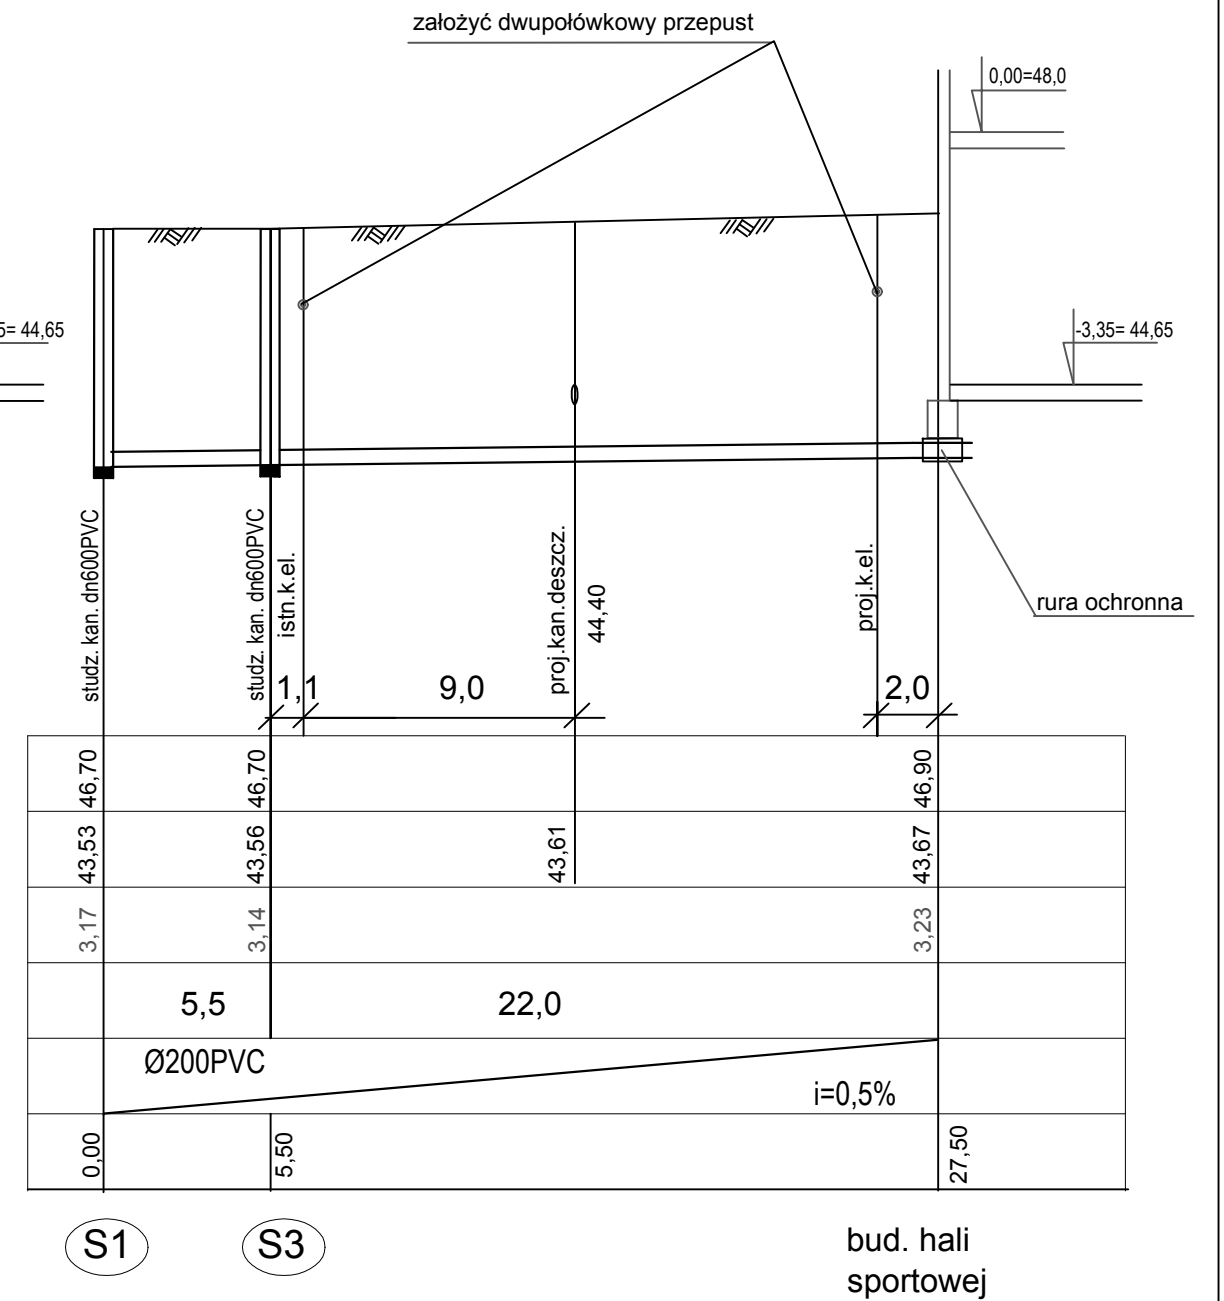 założyć dwupołówkowy przepust
0,00=48,0
5= 44,65
-3,35= 44,65
studz. kan. dn600PVC
studz. kan. dn600PVC
istn.k.el.
proj.kan.deszcz.
44,40
proj.k.el.
rura ochronna
1,1
9,0
2,0
46,70
46,70
46,90
43,53
43,56
43,61
43,67
3,17
3,14
3,23
5,5
22,0
Ø200PVC
i=0,5%
0,00
5,50
27,50
S1
S3
bud. hali
sportowej